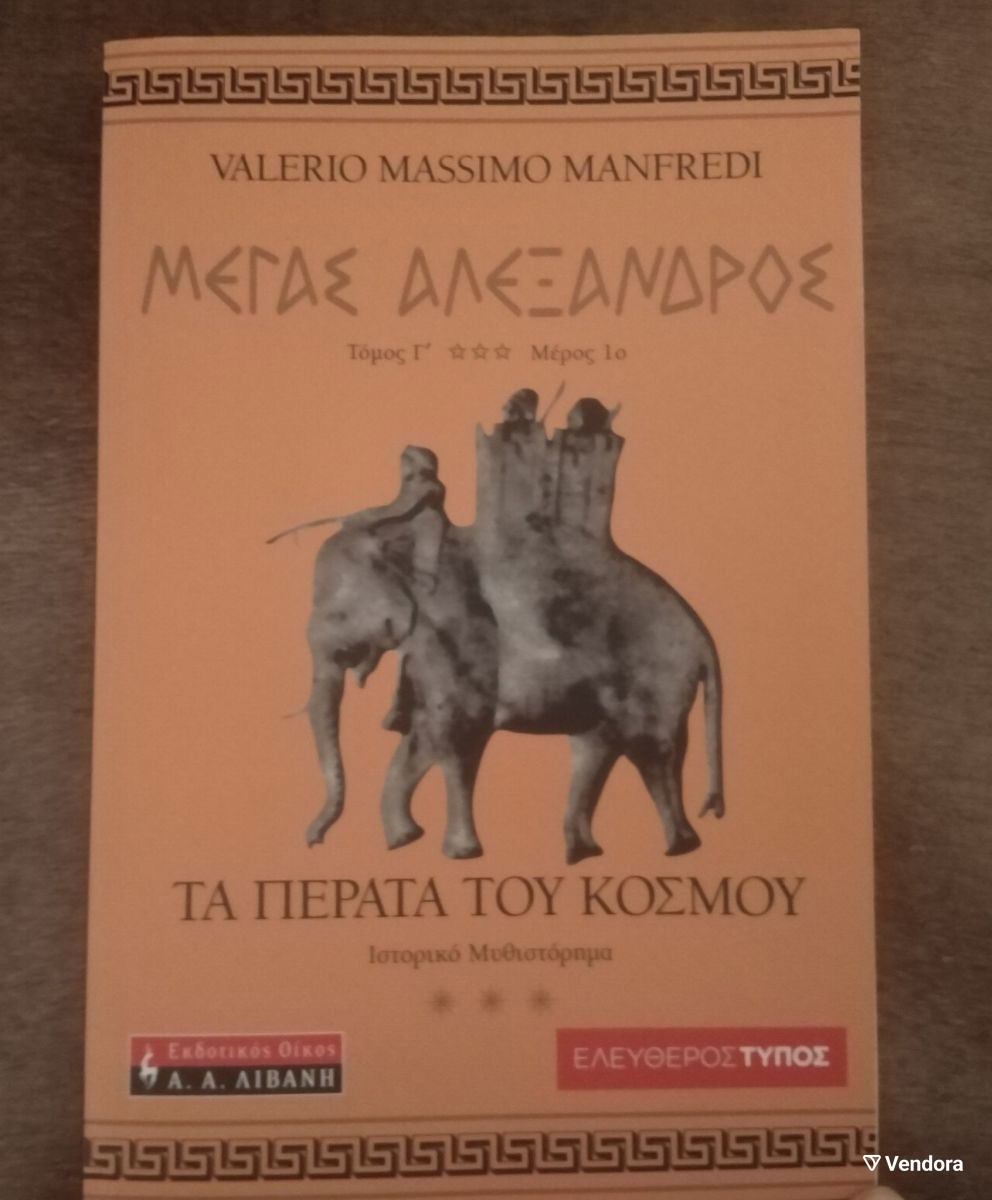 VALERIO MASSIMO MANFREDI
ΜΕΓΑΣ ΑΛΕΞΑΝΔΡΟΣ
Τόμος Γ΄ ☆☆☆ Μέρος 1ο
ΤΑ ΠΕΡΑΤΑ ΤΟΥ ΚΟΣΜΟΥ
Ιστορικό Μυθιστόρημα
Εκδοτικός Οίκος
Α. Α. ΛΙΒΑΝΗ
ΕΛΕΥΘΕΡΟΣ ΤΥΠΟΣ
Vendora